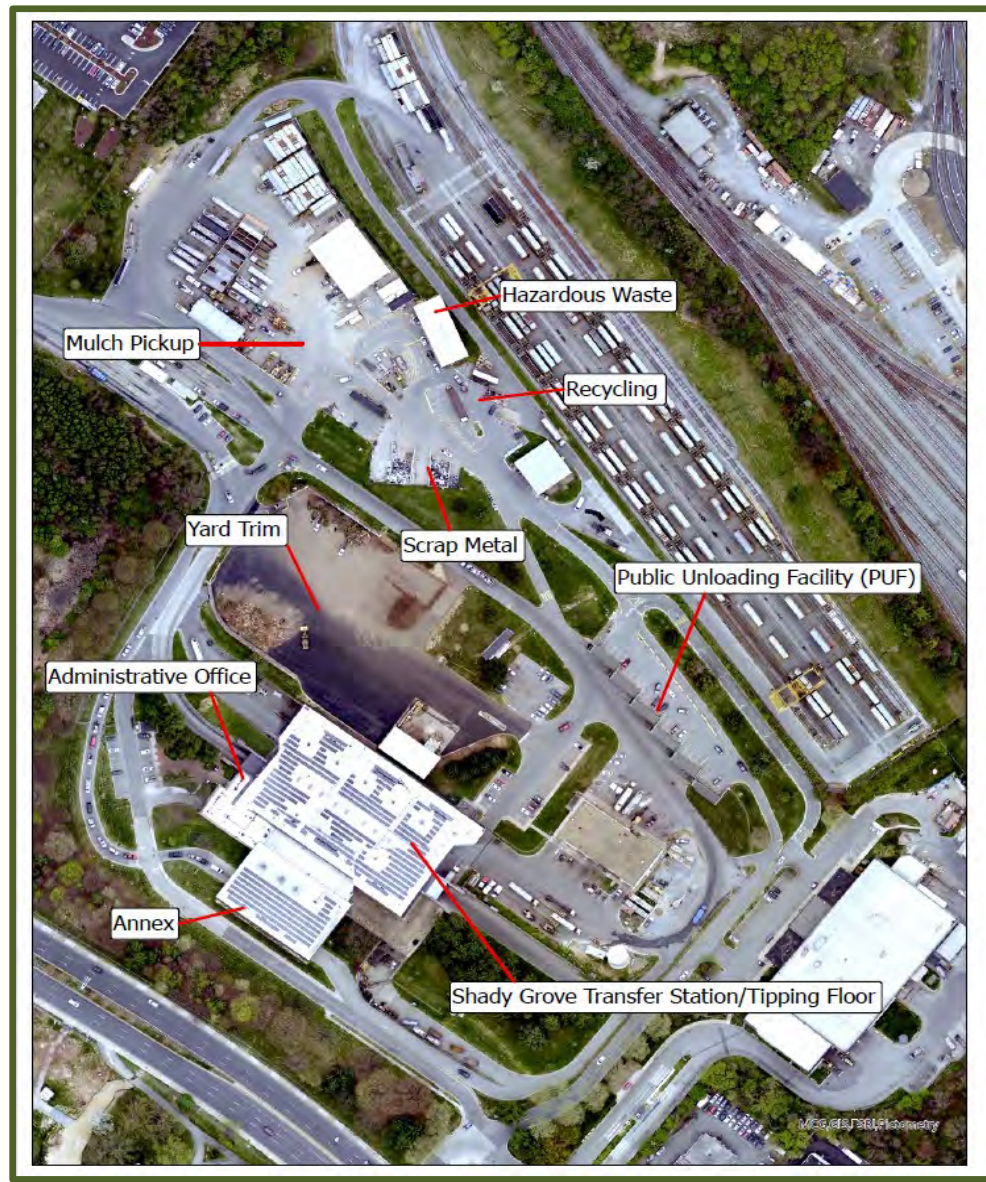 Hazardous Waste
Mulch Pickup
Recycling
Yard Trim
Scrap Metal
Public Unloading Facility (PUF)
Administrative Office
Annex
Shady Grove Transfer Station/Tipping Floor
MCG,GIS,ESRI,Pictometry